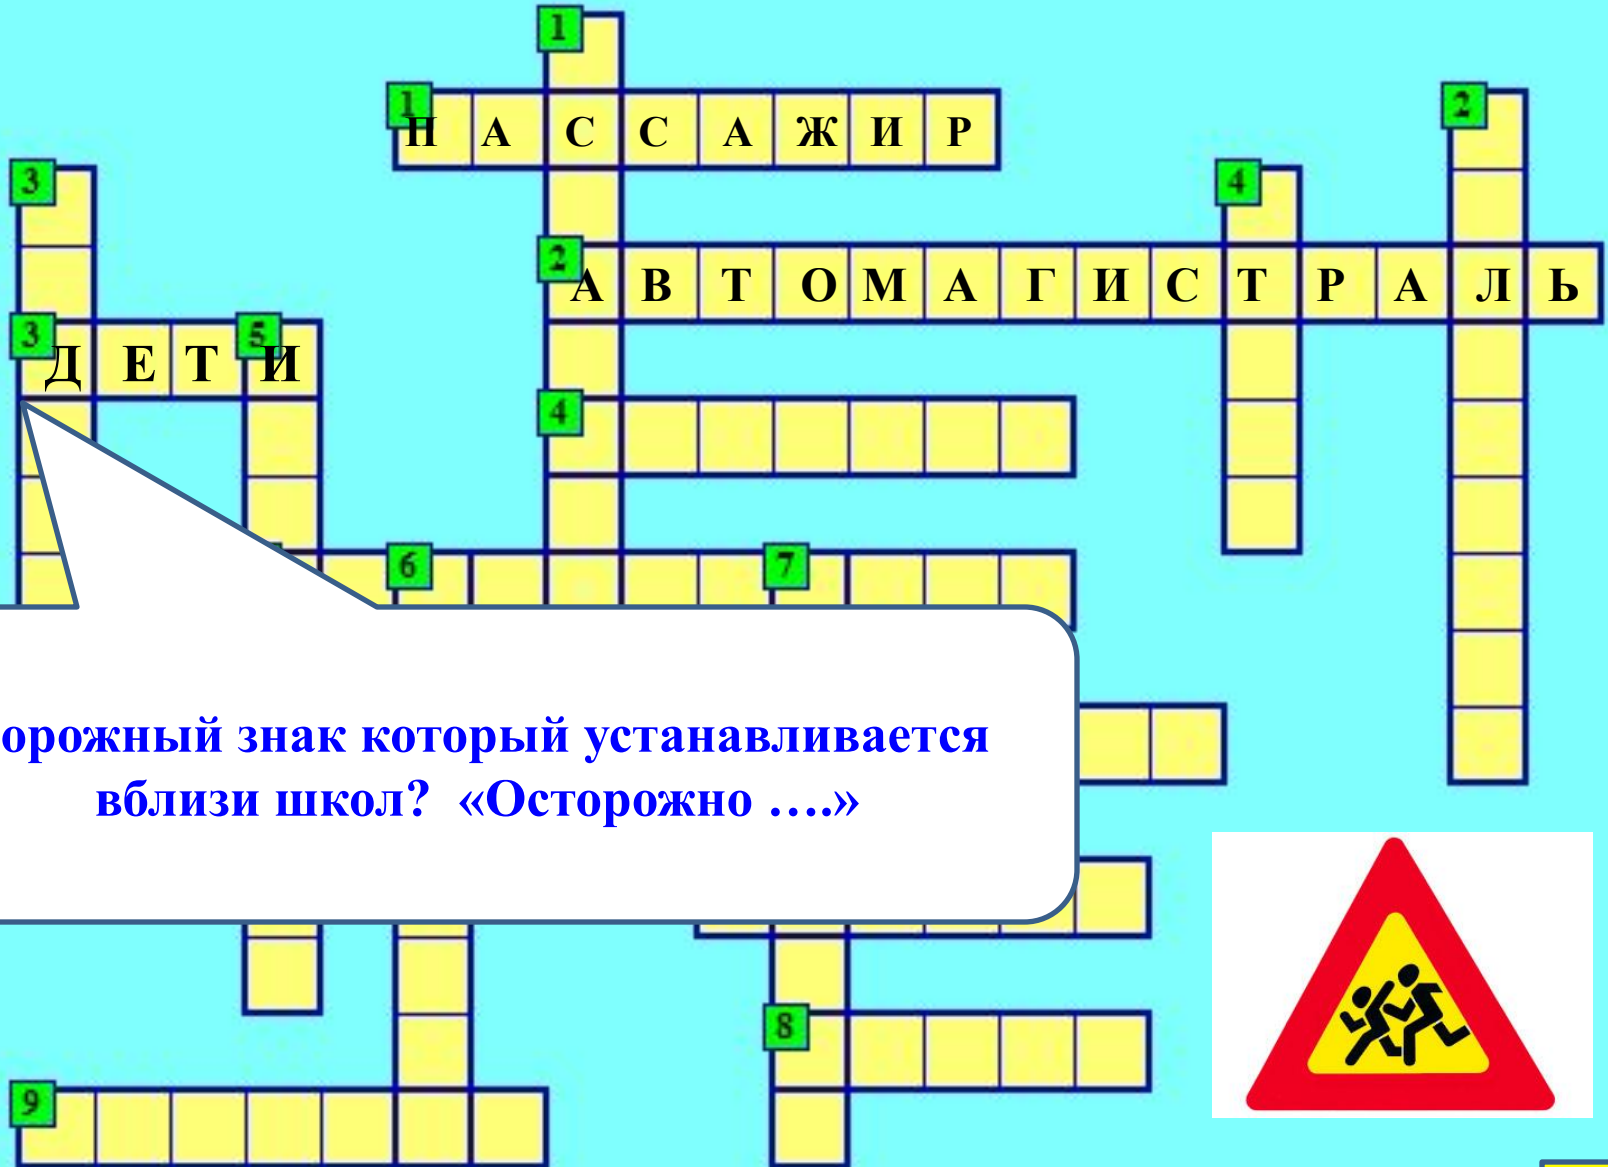 1
1
П А С С А Ж И Р
2
3
4
2
А В Т О М А Г И С Т Р А Л Ь
3
5
Д Е Т И
4
6
7
орожный знак который устанавливается
вблизи школ? «Осторожно ….»
8
9